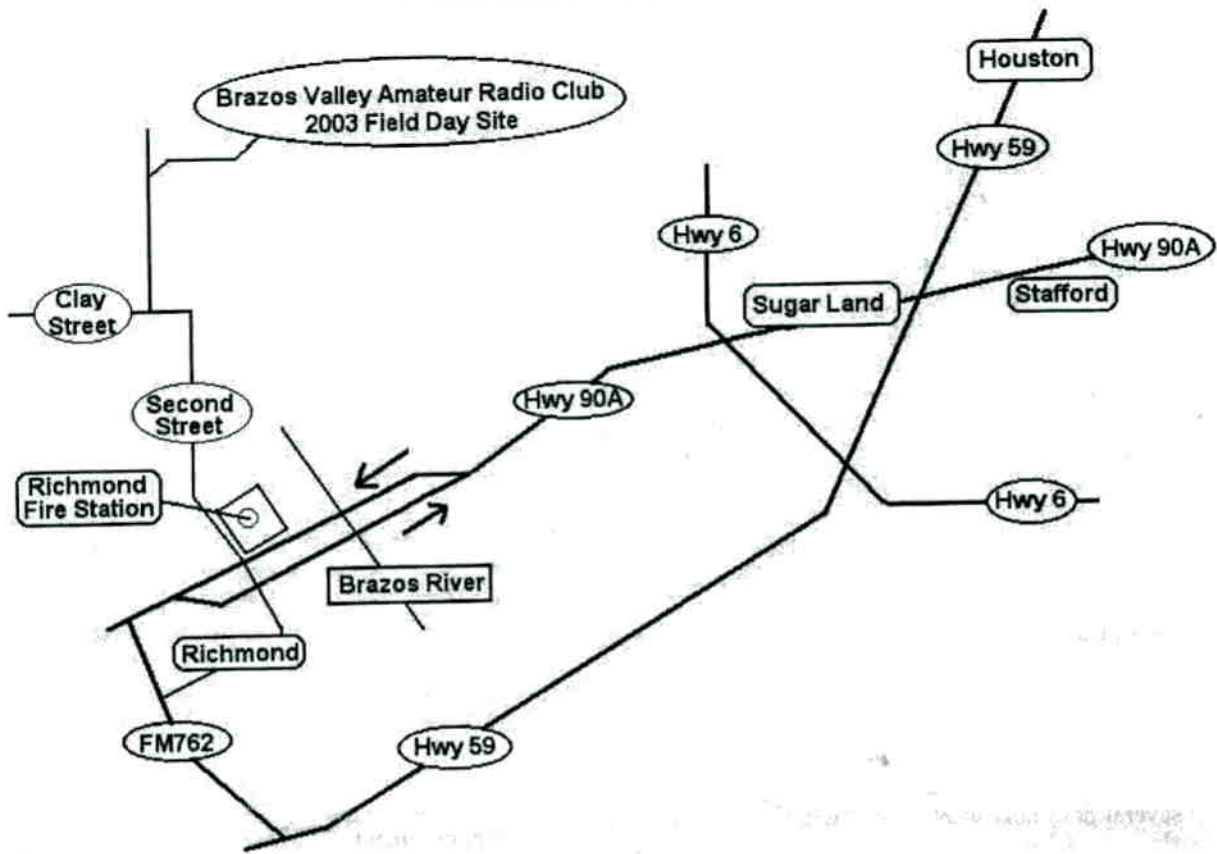 Houston
Brazos Valley Amateur Radio Club
2003 Field Day Site
Hwy 59
Hwy 6
Hwy 90A
Clay
Street
Sugar Land
Stafford
Second
Street
Hwy 90A
Richmond
Fire Station
Hwy 6
Brazos River
Richmond
FM762
Hwy 59